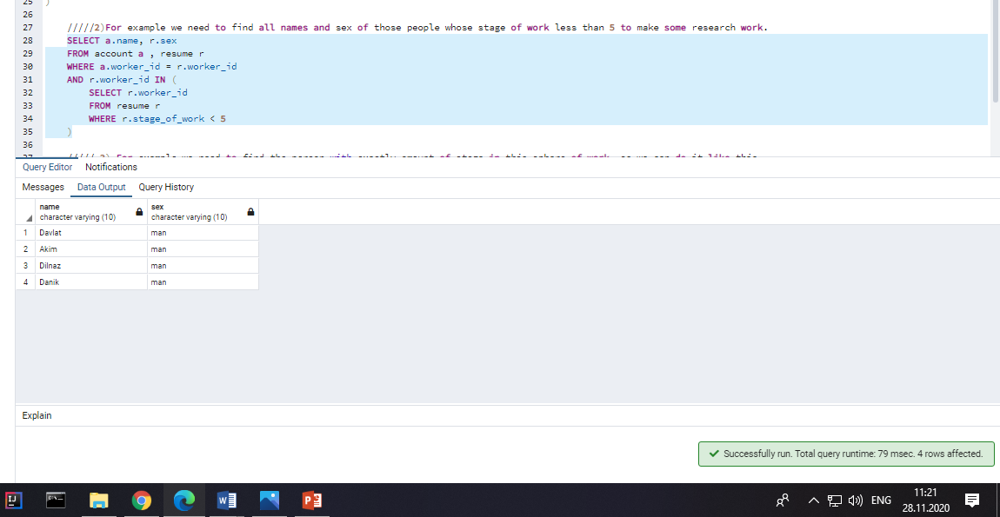 25 )
26
27 /////2)For example we need to find all names and sex of those people whose stage of work less than 5 to make some research work.
28 SELECT a.name, r.sex
29 FROM account a , resume r
30 WHERE a.worker_id = r.worker_id
31 AND r.worker_id IN (
32 SELECT r.worker_id
33 FROM resume r
34 WHERE r.stage_of_work < 5
35 )
36
Query Editor Notifications
Messages Data Output Query History
name sex
character varying (10) character varying (10)
1 Davlat man
2 Akim man
3 Dilnaz man
4 Danik man
Explain
Successfully run. Total query runtime: 79 msec. 4 rows affected.
ENG 11:21
28.11.2020